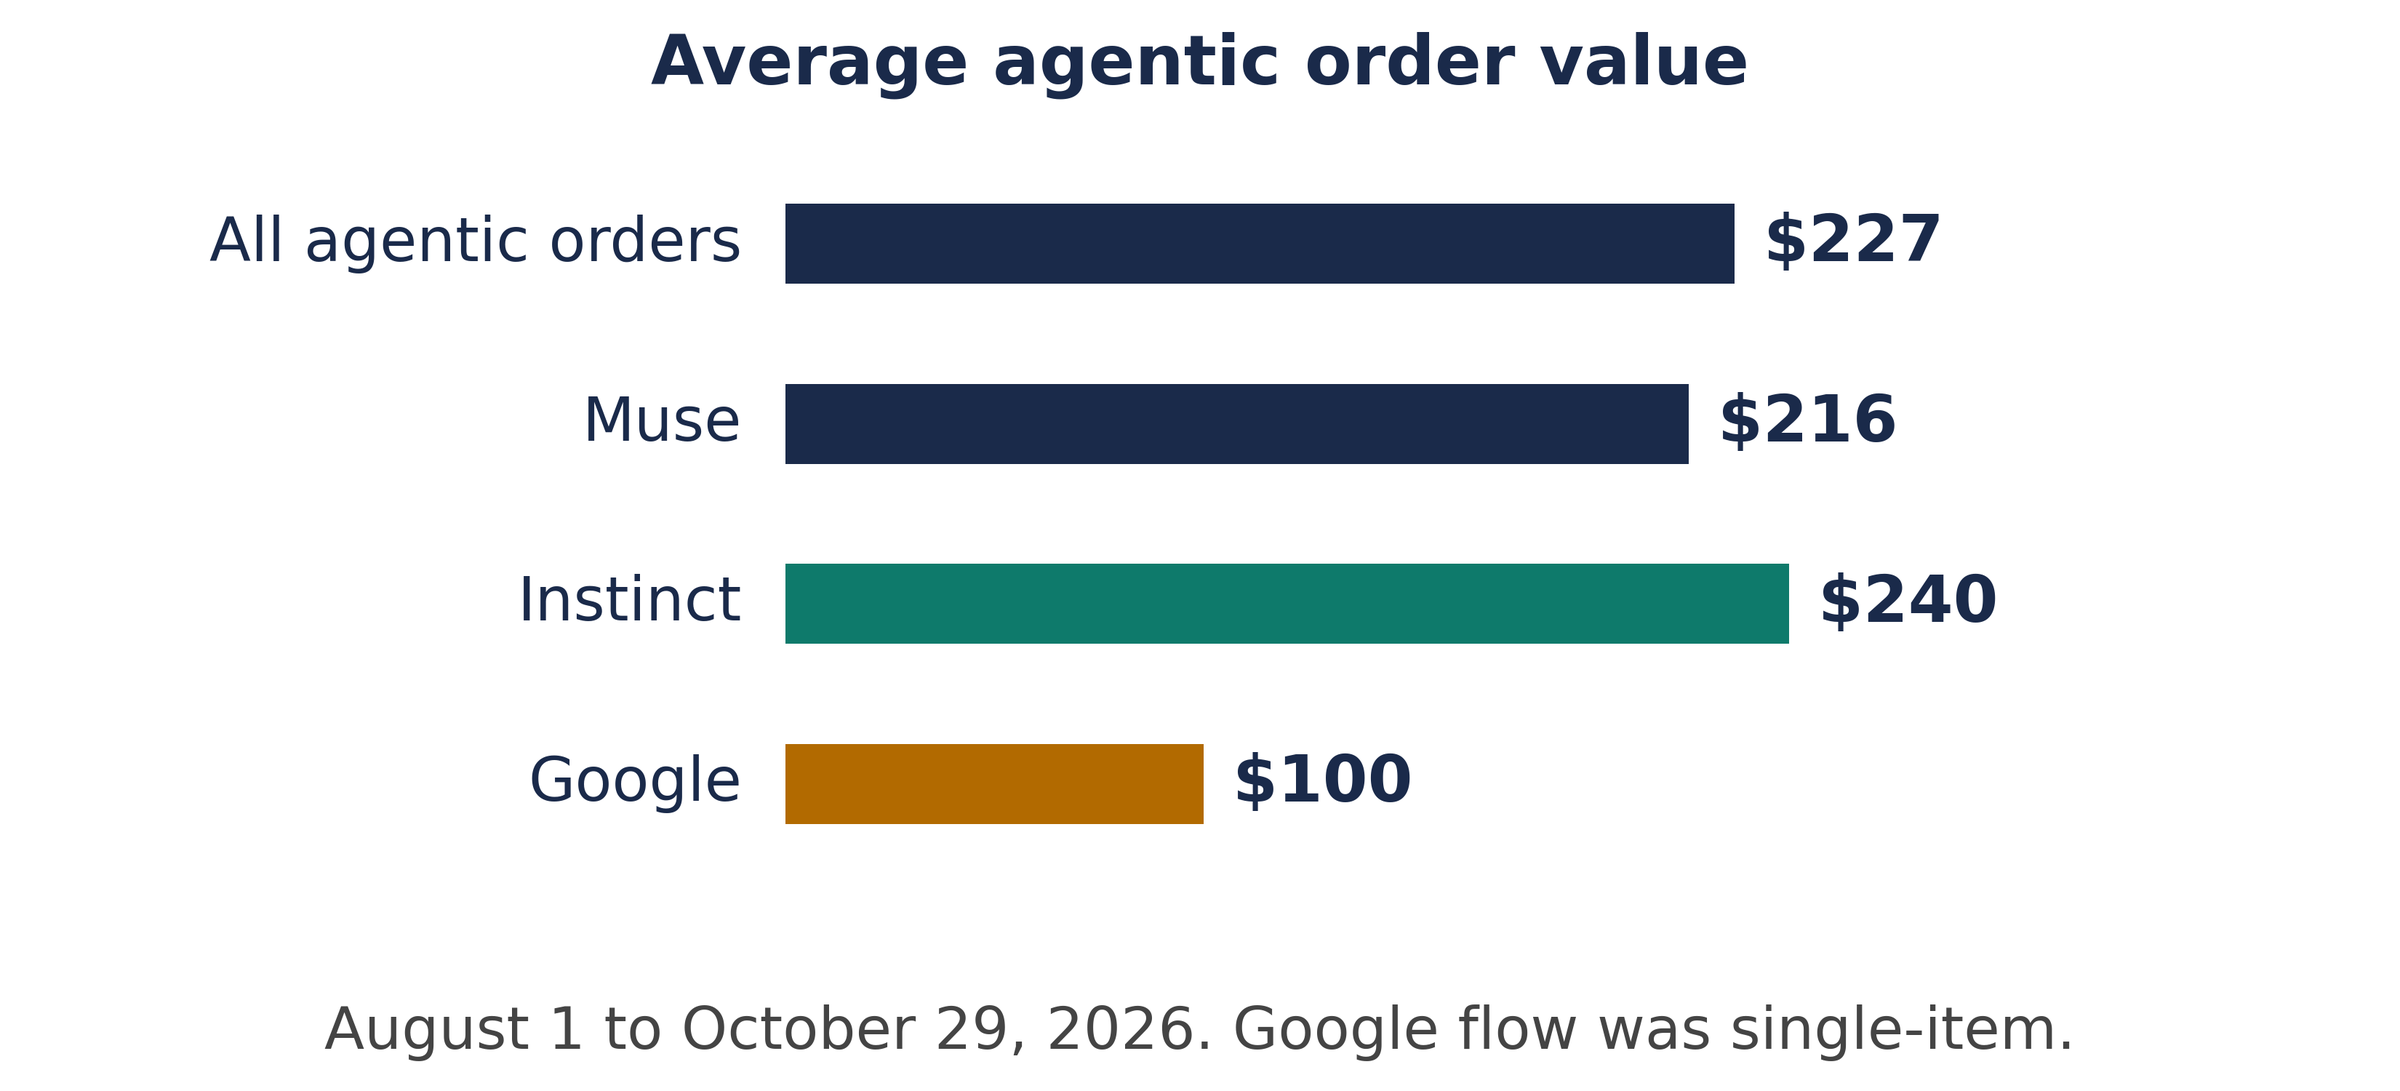 Average agentic order value
All agentic orders $227
Muse $216
Instinct $240
Google $100
August 1 to October 29, 2026. Google flow was single-item.